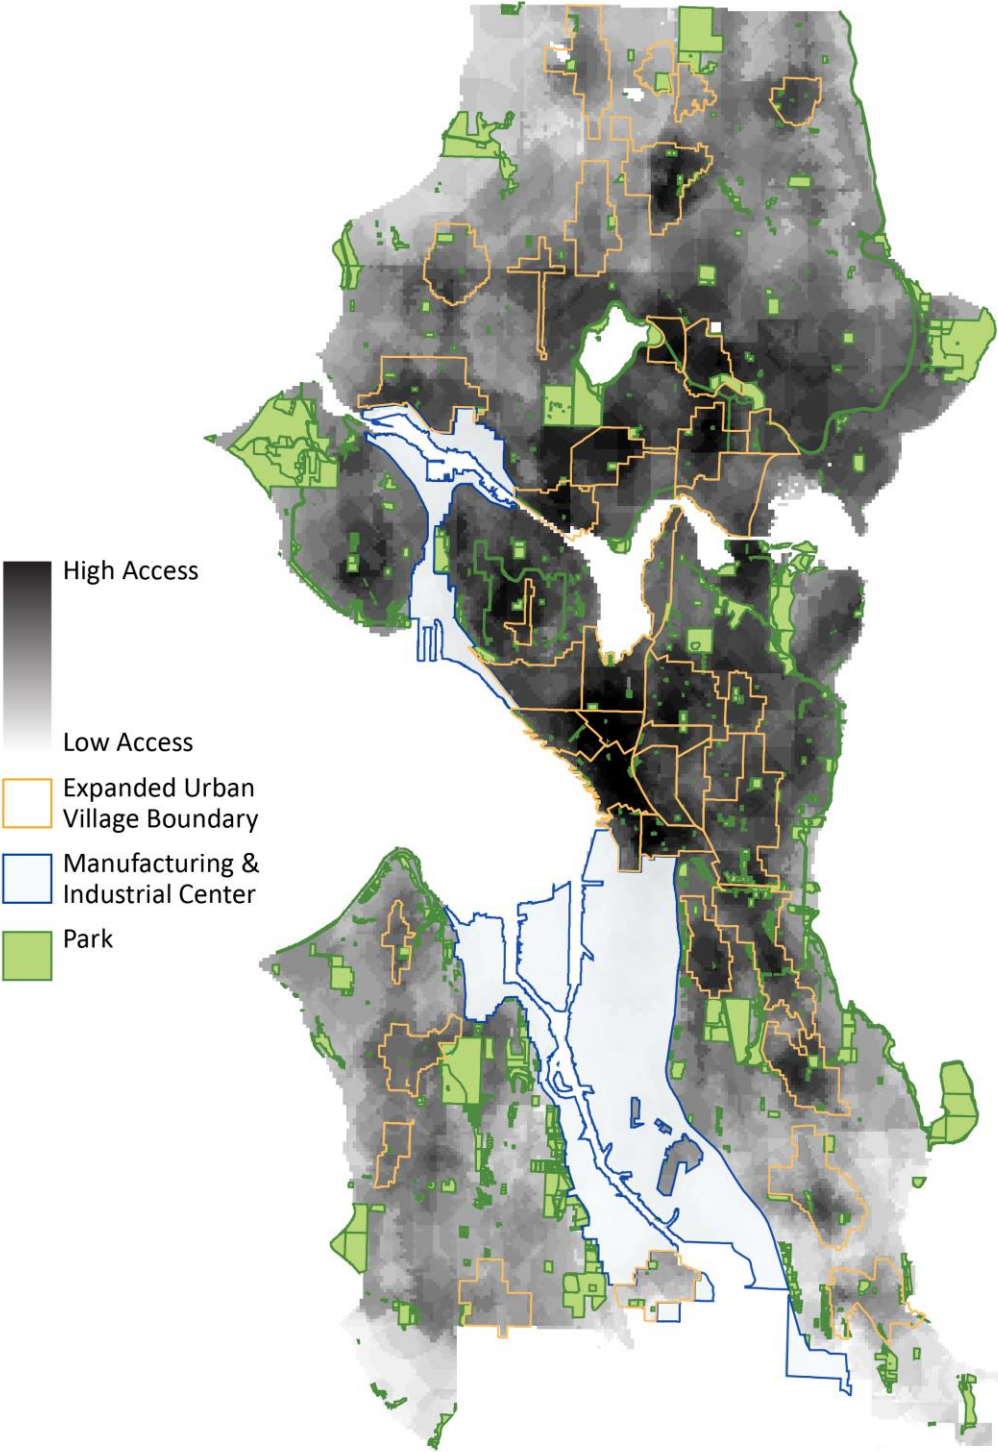 High Access
Low Access
Expanded Urban
Village Boundary
Manufacturing &
Industrial Center
Park